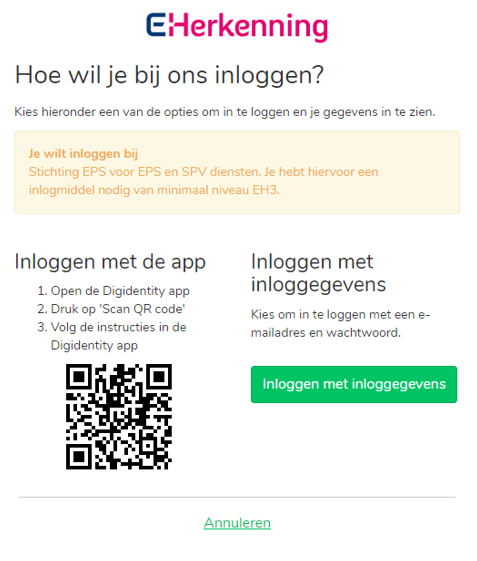 EHerkenning
Hoe wil je bij ons inloggen?
Kies hieronder een van de opties om in te loggen en je gegevens in te zien.
Je wilt inloggen bij
Stichting EPS voor EPS en SPV diensten. Je hebt hiervoor een
inlogmiddel nodig van minimaal niveau EH3.
Inloggen met de app
1. Open de Digidentity app
2. Druk op 'Scan QR code'
3. Volg de instructies in de
Digidentity app
Inloggen met
inloggegevens
Kies om in te loggen met een e-
mailadres en wachtwoord.
Inloggen met inloggegevens
Annuleren